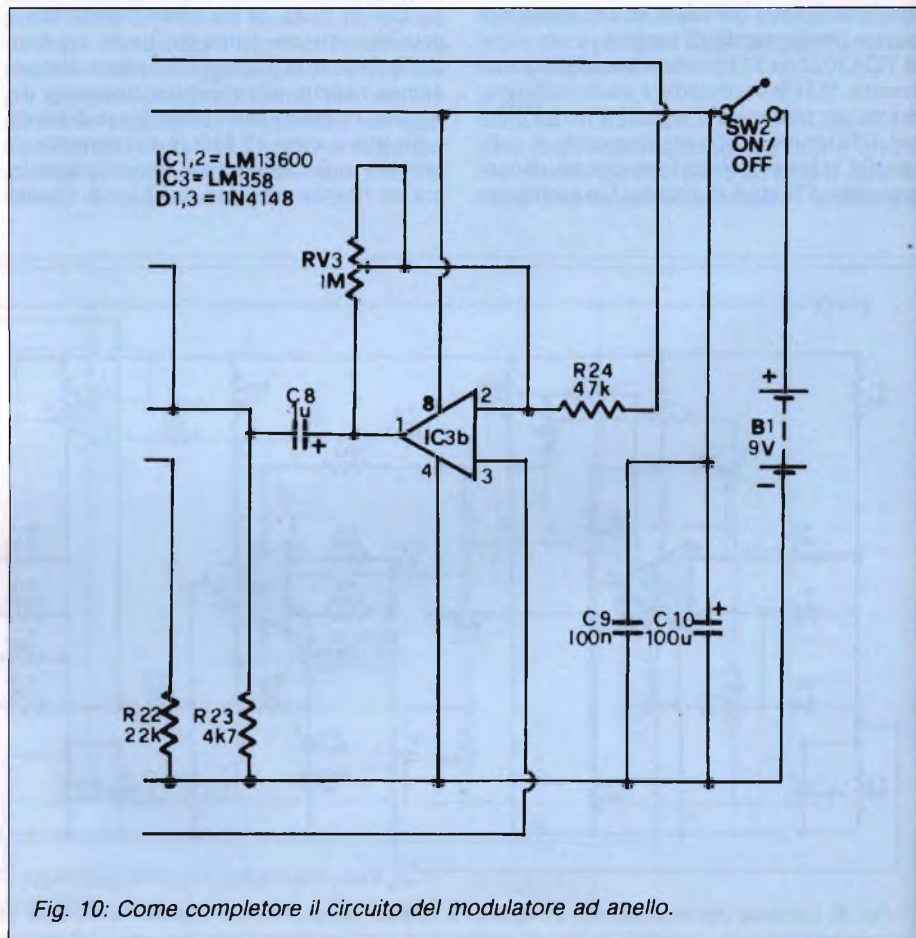 IC1,2 = LM13600
IC3 = LM358
D1,3 = 1N4148
SW2
ON/
OFF
RV3
1M
R24
47k
C8
1u
+
8
1
2
IC3b
4
3
+
B1
9V
−
C9
100n
C10
100u
+
R22
22k
R23
4k7
Fig. 10: Come completore il circuito del modulatore ad anello.